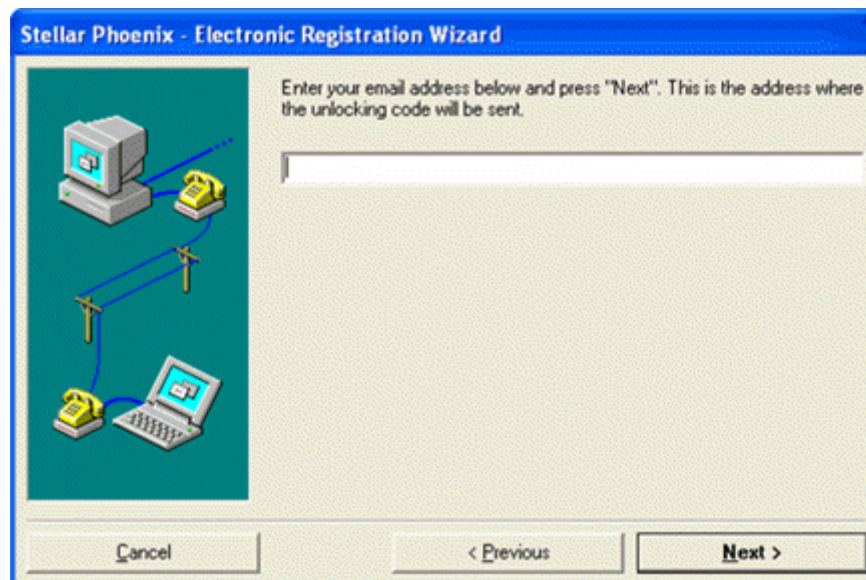 Stellar Phoenix - Electronic Registration Wizard
Enter your email address below and press "Next". This is the address where
the unlocking code will be sent.
Cancel
< Previous
Next >